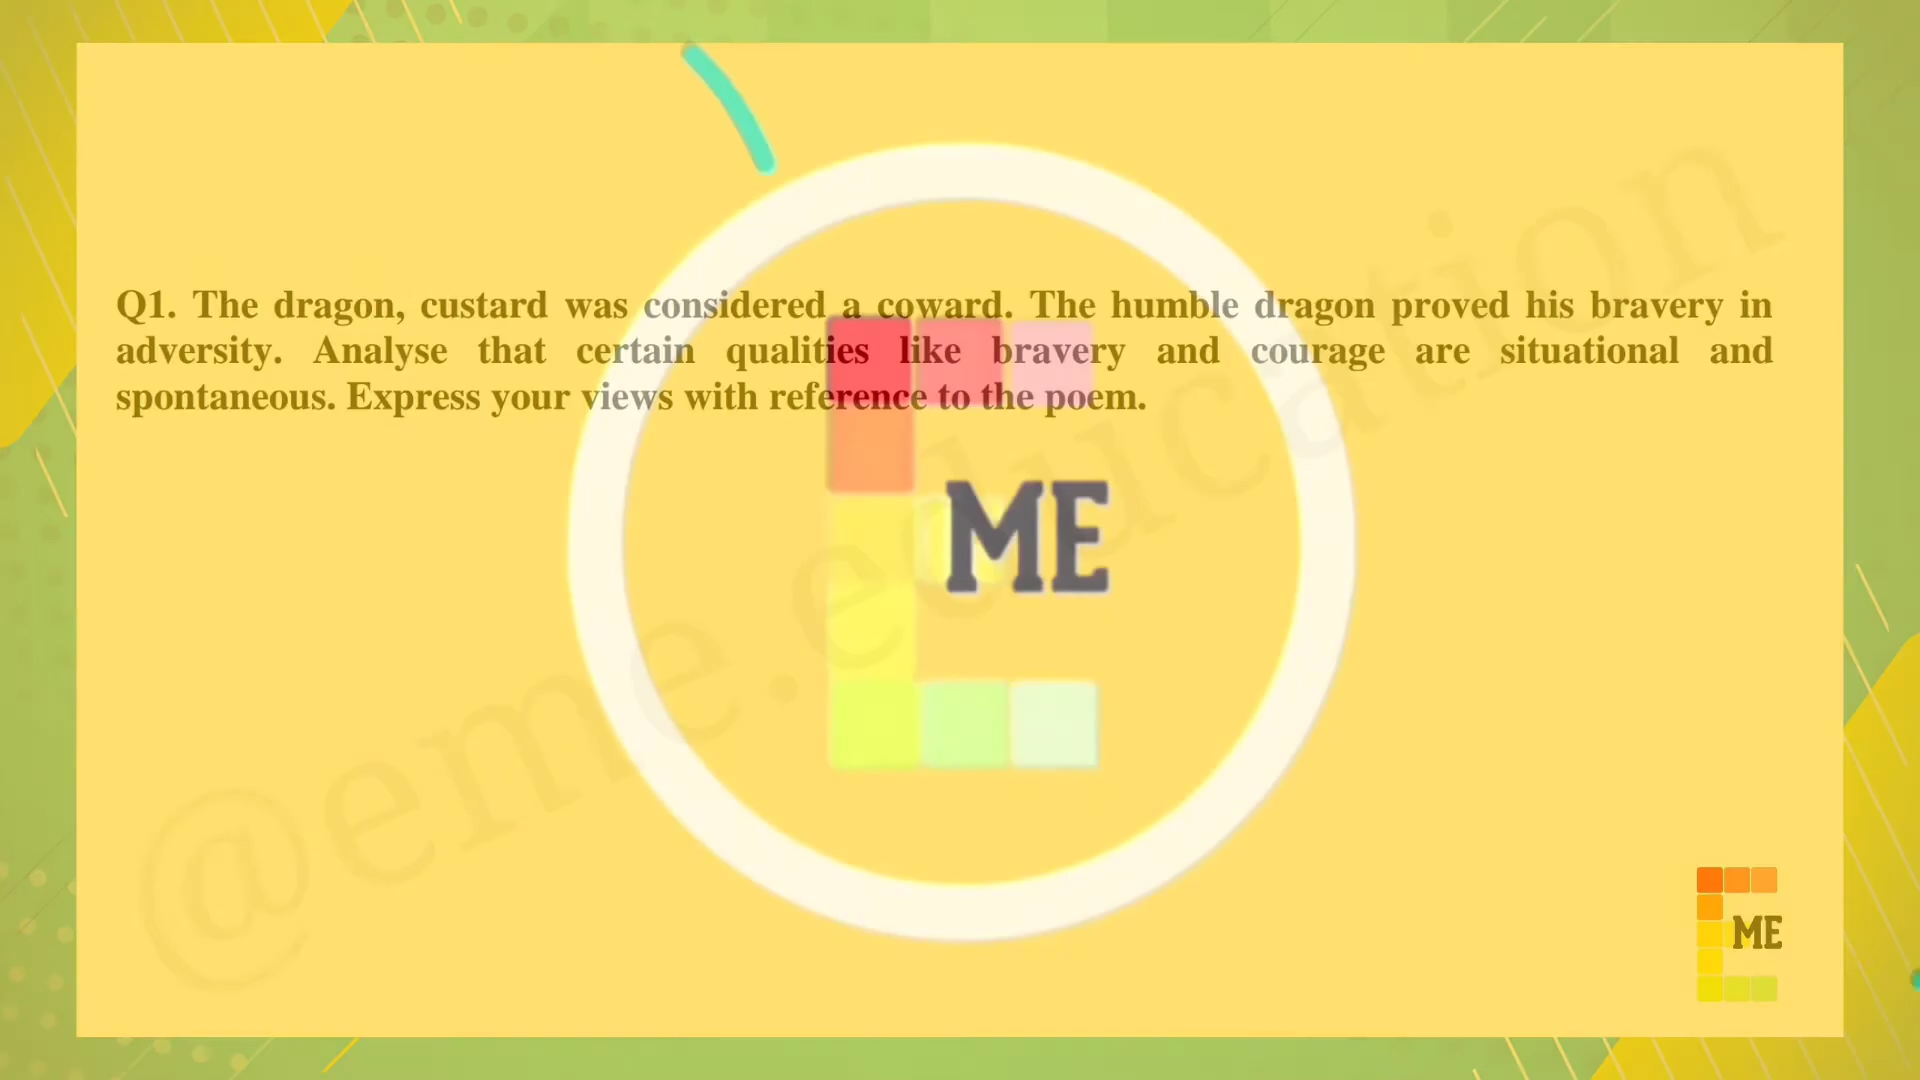 Q1. The dragon, custard was considered a coward. The humble dragon proved his bravery in
adversity. Analyse that certain qualities like bravery and courage are situational and
spontaneous. Express your views with reference to the poem.
ME
@eme.education
ME